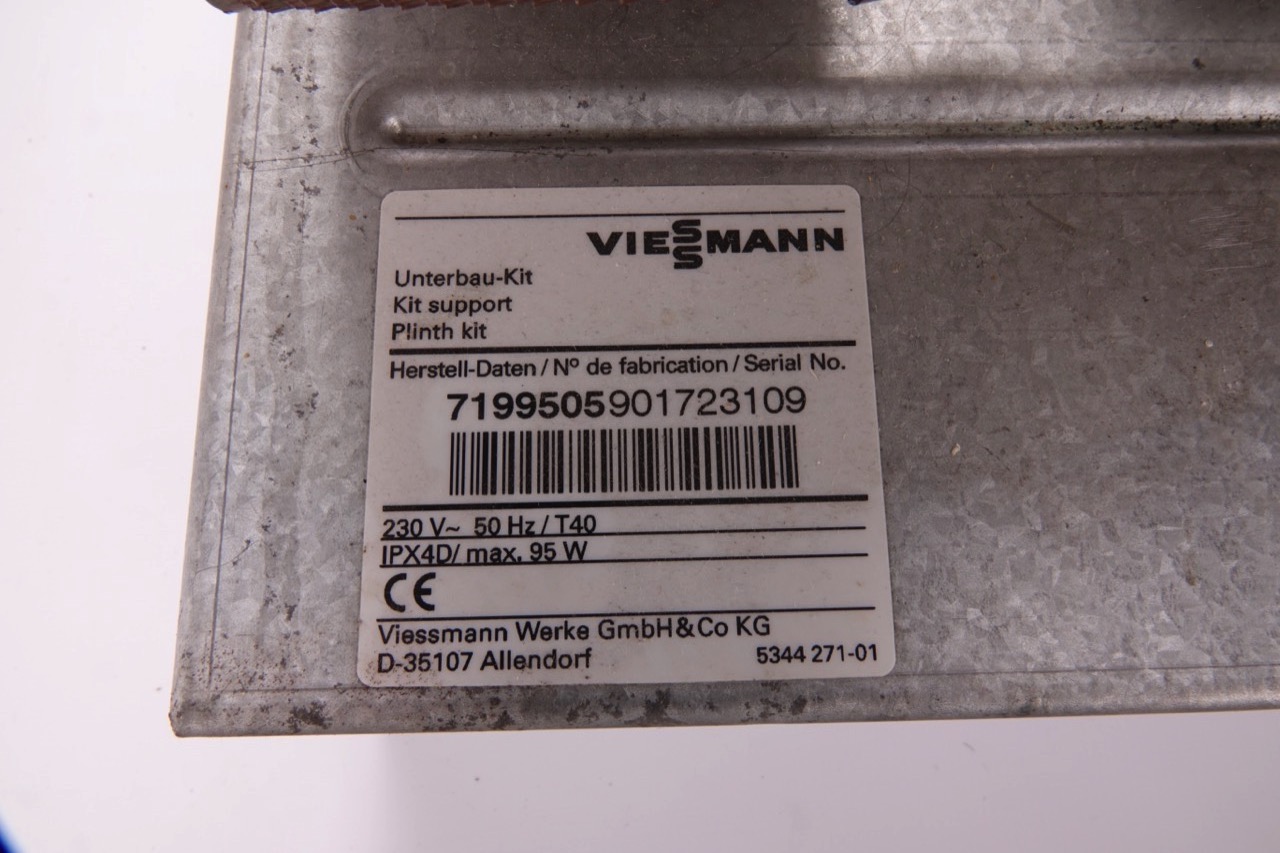 VIESSMANN
Unterbau-Kit
Kit support
Plinth kit
Herstell-Daten / Nº de fabrication / Serial No.
7199505901723109
230 V~ 50 Hz / T40
IPX4D/ max. 95 W
CE
Viessmann Werke GmbH&Co KG
D-35107 Allendorf 5344 271-01